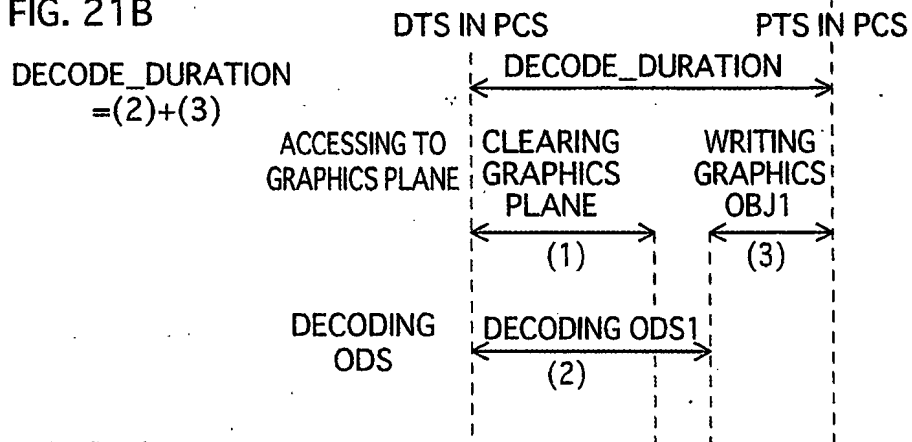 FIG. 21B
DTS IN PCS
PTS IN PCS
DECODE_DURATION
=(2)+(3)
DECODE_DURATION
ACCESSING TO
GRAPHICS PLANE
CLEARING
GRAPHICS
PLANE
(1)
WRITING
GRAPHICS
OBJ1
(3)
DECODING
ODS
DECODING ODS1
(2)